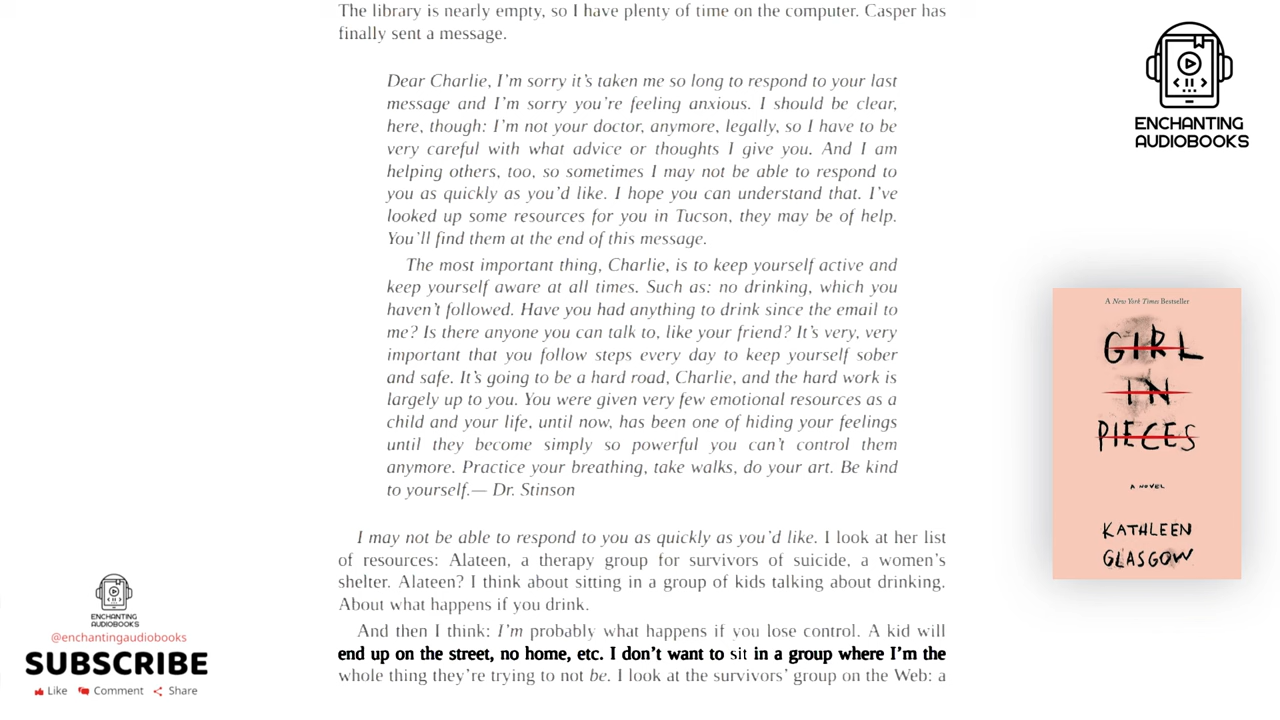 The library is nearly empty, so I have plenty of time on the computer. Casper has
finally sent a message.
Dear Charlie, I'm sorry it's taken me so long to respond to your last
message and I'm sorry you're feeling anxious. I should be clear,
here, though: I'm not your doctor, anymore, legally, so I have to be
very careful with what advice or thoughts I give you. And I am
helping others, too, so sometimes I may not be able to respond to
you as quickly as you'd like. I hope you can understand that. I've
looked up some resources for you in Tucson, they may be of help.
You'll find them at the end of this message.
The most important thing, Charlie, is to keep yourself active and
keep yourself aware at all times. Such as: no drinking, which you
haven't followed. Have you had anything to drink since the email to
me? Is there anyone you can talk to, like your friend? It's very, very
important that you follow steps every day to keep yourself sober
and safe. It's going to be a hard road, Charlie, and the hard work is
largely up to you. You were given very few emotional resources as a
child and your life, until now, has been one of hiding your feelings
until they become simply so powerful you can't control them
anymore. Practice your breathing, take walks, do your art. Be kind
to yourself.— Dr. Stinson
I may not be able to respond to you as quickly as you'd like. I look at her list
of resources: Alateen, a therapy group for survivors of suicide, a women's
shelter. Alateen? I think about sitting in a group of kids talking about drinking.
About what happens if you drink.
And then I think: I'm probably what happens if you lose control. A kid will
end up on the street, no home, etc. I don't want to sit in a group where I'm the
whole thing they're trying to not be. I look at the survivors' group on the Web: a
ENCHANTING
AUDIOBOOKS
A New York Times Bestseller
GIRL
IN
PIECES
A NOVEL
KATHLEEN
GLASGOW
ENCHANTING
AUDIOBOOKS
@enchantingaudiobooks
SUBSCRIBE
Like Comment Share